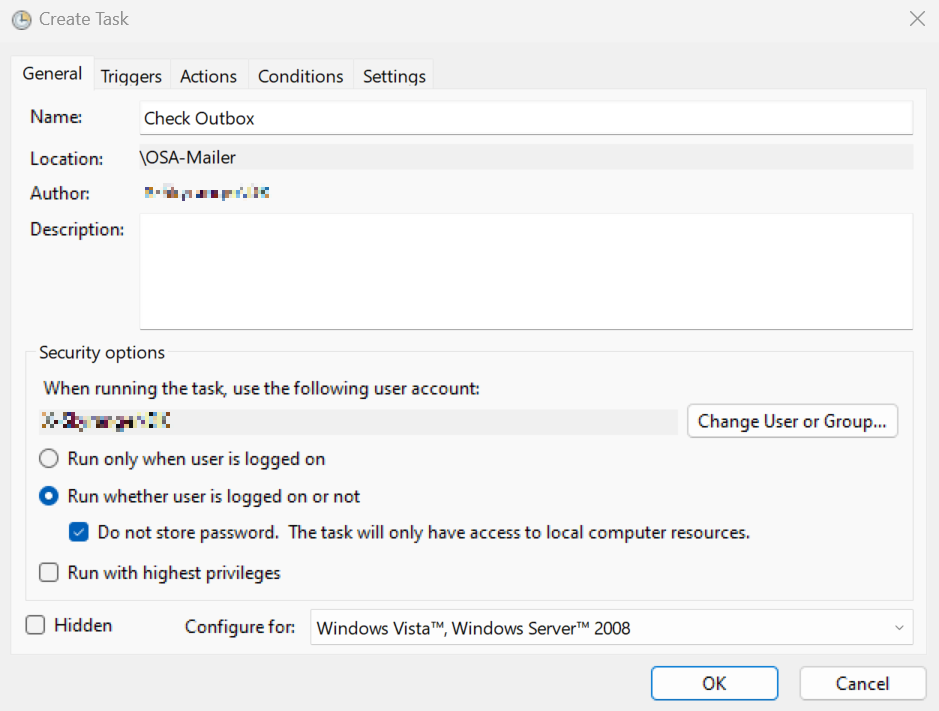 Create Task
General Triggers Actions Conditions Settings
Name: Check Outbox
Location: \OSA-Mailer
Author:
Description:
Security options
When running the task, use the following user account:
Change User or Group...
Run only when user is logged on
Run whether user is logged on or not
Do not store password. The task will only have access to local computer resources.
Run with highest privileges
Hidden Configure for: Windows Vista™, Windows Server™ 2008
OK Cancel